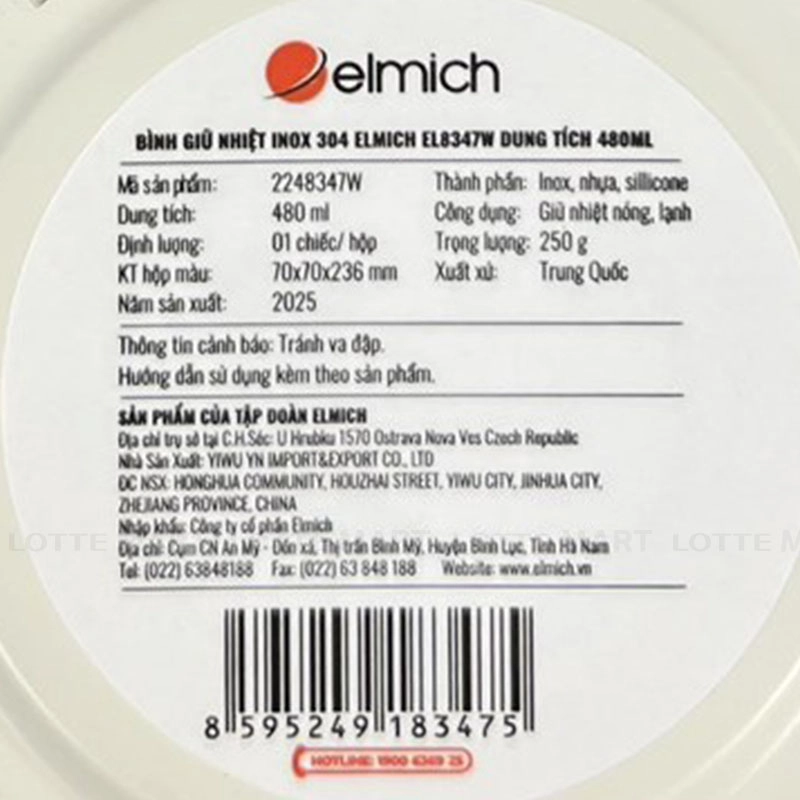 elmich
BÌNH GIỮ NHIỆT INOX 304 ELMICH EL8347W DUNG TÍCH 480ML
Mã sản phẩm: 2248347W Thành phần: Inox, nhựa, sillicone
Dung tích: 480 ml Công dụng: Giữ nhiệt nóng, lạnh
Định lượng: 01 chiếc/ hộp Trọng lượng: 250 g
KT hộp màu: 70x70x236 mm Xuất xứ: Trung Quốc
Năm sản xuất: 2025
Thông tin cảnh báo: Tránh va đập.
Hướng dẫn sử dụng kèm theo sản phẩm.
SẢN PHẨM CỦA TẬP ĐOÀN ELMICH
Địa chỉ trụ sở tại C.H.Séc: U Hrubku 1570 Ostrava Nova Ves Czech Republic
Nhà Sản Xuất: YIWU YN IMPORT&EXPORT CO., LTD
ĐC NSX: HONGHUA COMMUNITY, HOUZHAI STREET, YIWU CITY, JINHUA CITY,
ZHEJIANG PROVINCE, CHINA
Nhập khẩu: Công ty cổ phần Elmich
LOTTE MART LOTTE M
Địa chỉ: Cụm CN An Mỹ - Đồn xá, Thị trấn Bình Mỹ, Huyện Bình Lục, Tỉnh Hà Nam
Tel: (022) 63848188 Fax: (022) 63 848 188 Website: www.elmich.vn
8 595249 183475
HOTLINE: 1900 6369 25